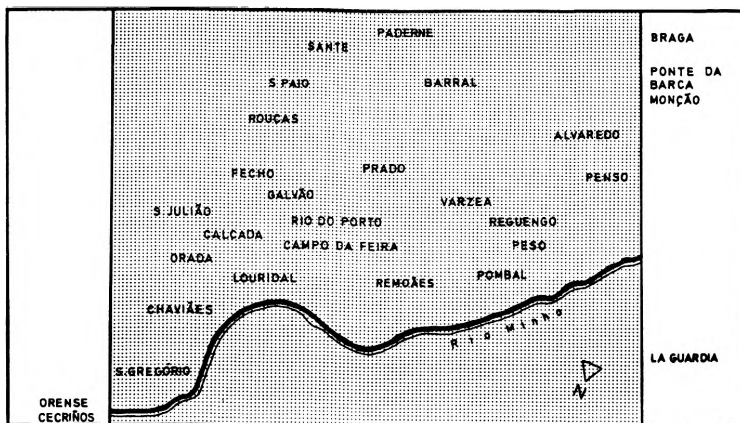 PADERNE
SANTE
BRAGA
S PAIO
BARRAL
PONTE DA
BARCA
MONÇÃO
ROUÇAS
ALVAREDO
FECHO
PRADO
PENSO
GALVÃO
VARZEA
S JULIÃO
RIO DO PORTO
REGUENGO
CALÇADA
CAMPO DA FEIRA
PESO
ORADA
LOURIDAL
REMOÃES
POMBAL
CHAVIÃES
Rio Minho
S.GREGÓRIO
LA GUARDIA
N
ORENSE
CECRIÑOS